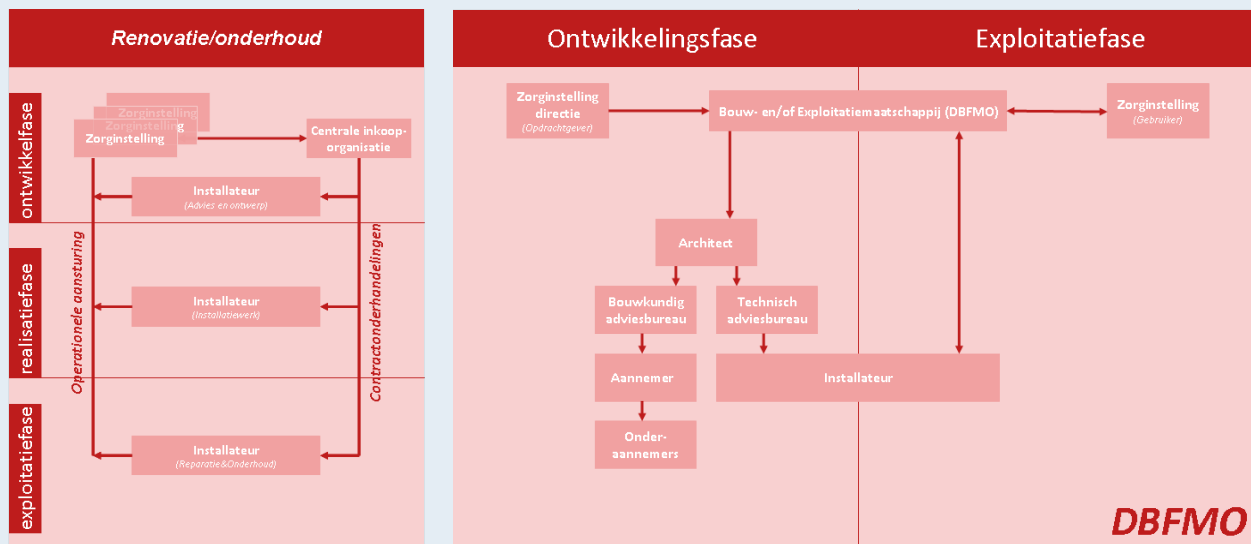 Renovatie/onderhoud
ontwikkelfase
Zorginstelling
Zorginstelling
Zorginstelling
Centrale inkoop-
organisatie
Installateur
(Advies en ontwerp)
Operationele aansturing
Contractonderhandelingen
realisatiefase
Installateur
(Installatiewerk)
exploitatiefase
Installateur
(Reparatie&Onderhoud)
Ontwikkelingsfase
Exploitatiefase
Zorginstelling
directie
(Opdrachtgever)
Bouw- en/of Exploitatiemaatschappij (DBFMO)
Zorginstelling
(Gebruiker)
Architect
Bouwkundig
adviesbureau
Technisch
adviesbureau
Aannemer
Installateur
Onder-
aannemers
DBFMO